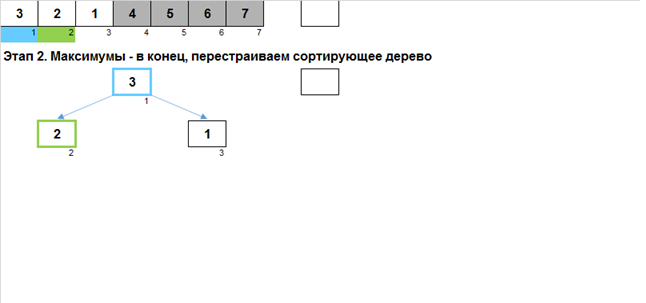 3 2 1 4 5 6 7
1 2 3 4 5 6 7
Этап 2. Максимумы - в конец, перестраиваем сортирующее дерево
3
1
2 1
2 3